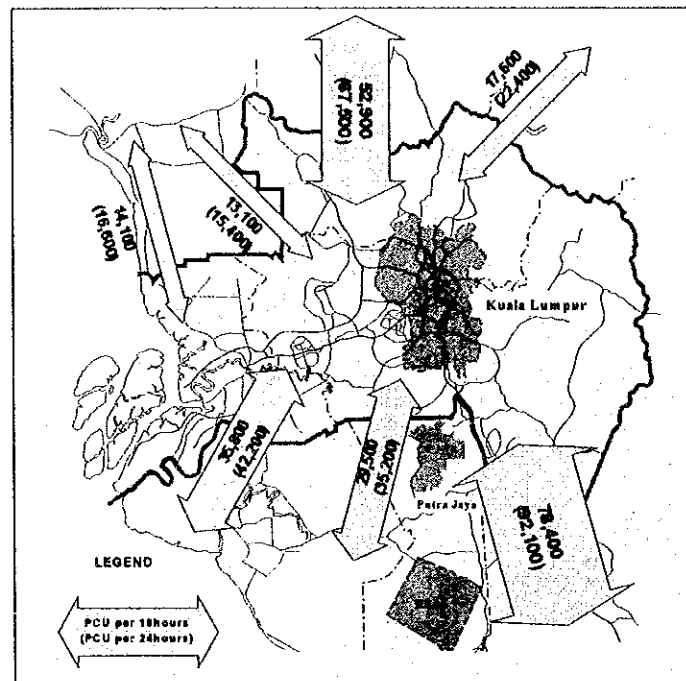 52,900
(67,600)
17,600
(22,400)
13,100
(15,400)
14,100
(16,600)
Kuala Lumpur
35,800
(42,200)
29,500
(35,200)
Putra Jaya
78,400
(92,100)
LEGEND
PCU per 16hours
(PCU per 24hours)